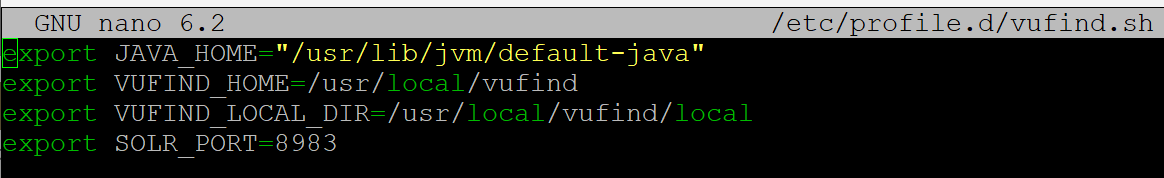 GNU nano 6.2 /etc/profile.d/vufind.sh
export JAVA_HOME="/usr/lib/jvm/default-java"
export VUFIND_HOME=/usr/local/vufind
export VUFIND_LOCAL_DIR=/usr/local/vufind/local
export SOLR_PORT=8983